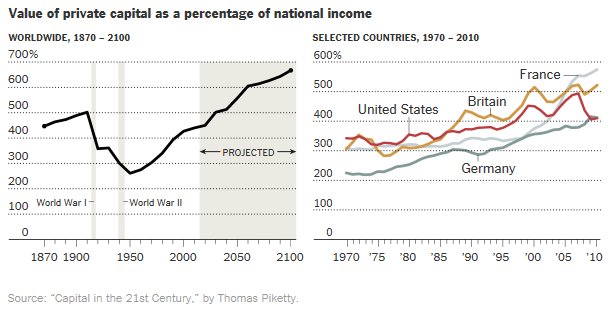 Value of private capital as a percentage of national income
WORLDWIDE, 1870 – 2100
700%
600
500
400
300
200
100
0
PROJECTED
World War I
World War II
1870 1900 1950 2000 2050 2100
SELECTED COUNTRIES, 1970 – 2010
600%
500
400
300
200
100
0
France
Britain
United States
Germany
1970 '75 '80 '85 '90 '95 '00 '05 '10
Source: “Capital in the 21st Century,” by Thomas Piketty.